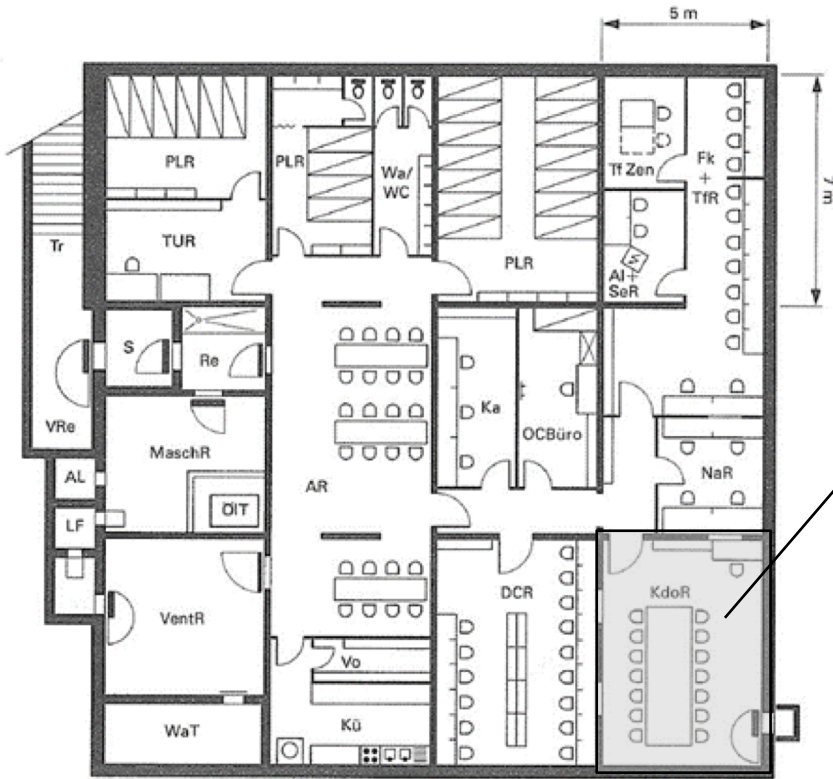 5 m
7 m
PLR
PLR
Wa/
WC
PLR
Tf Zen
Fk
+
TfR
Tr
TUR
Al+
SeR
S
Re
VRe
Ka
OCBüro
MaschR
AR
NaR
AL
ÖlT
LF
VentR
DCR
KdoR
Vo
WaT
Kü